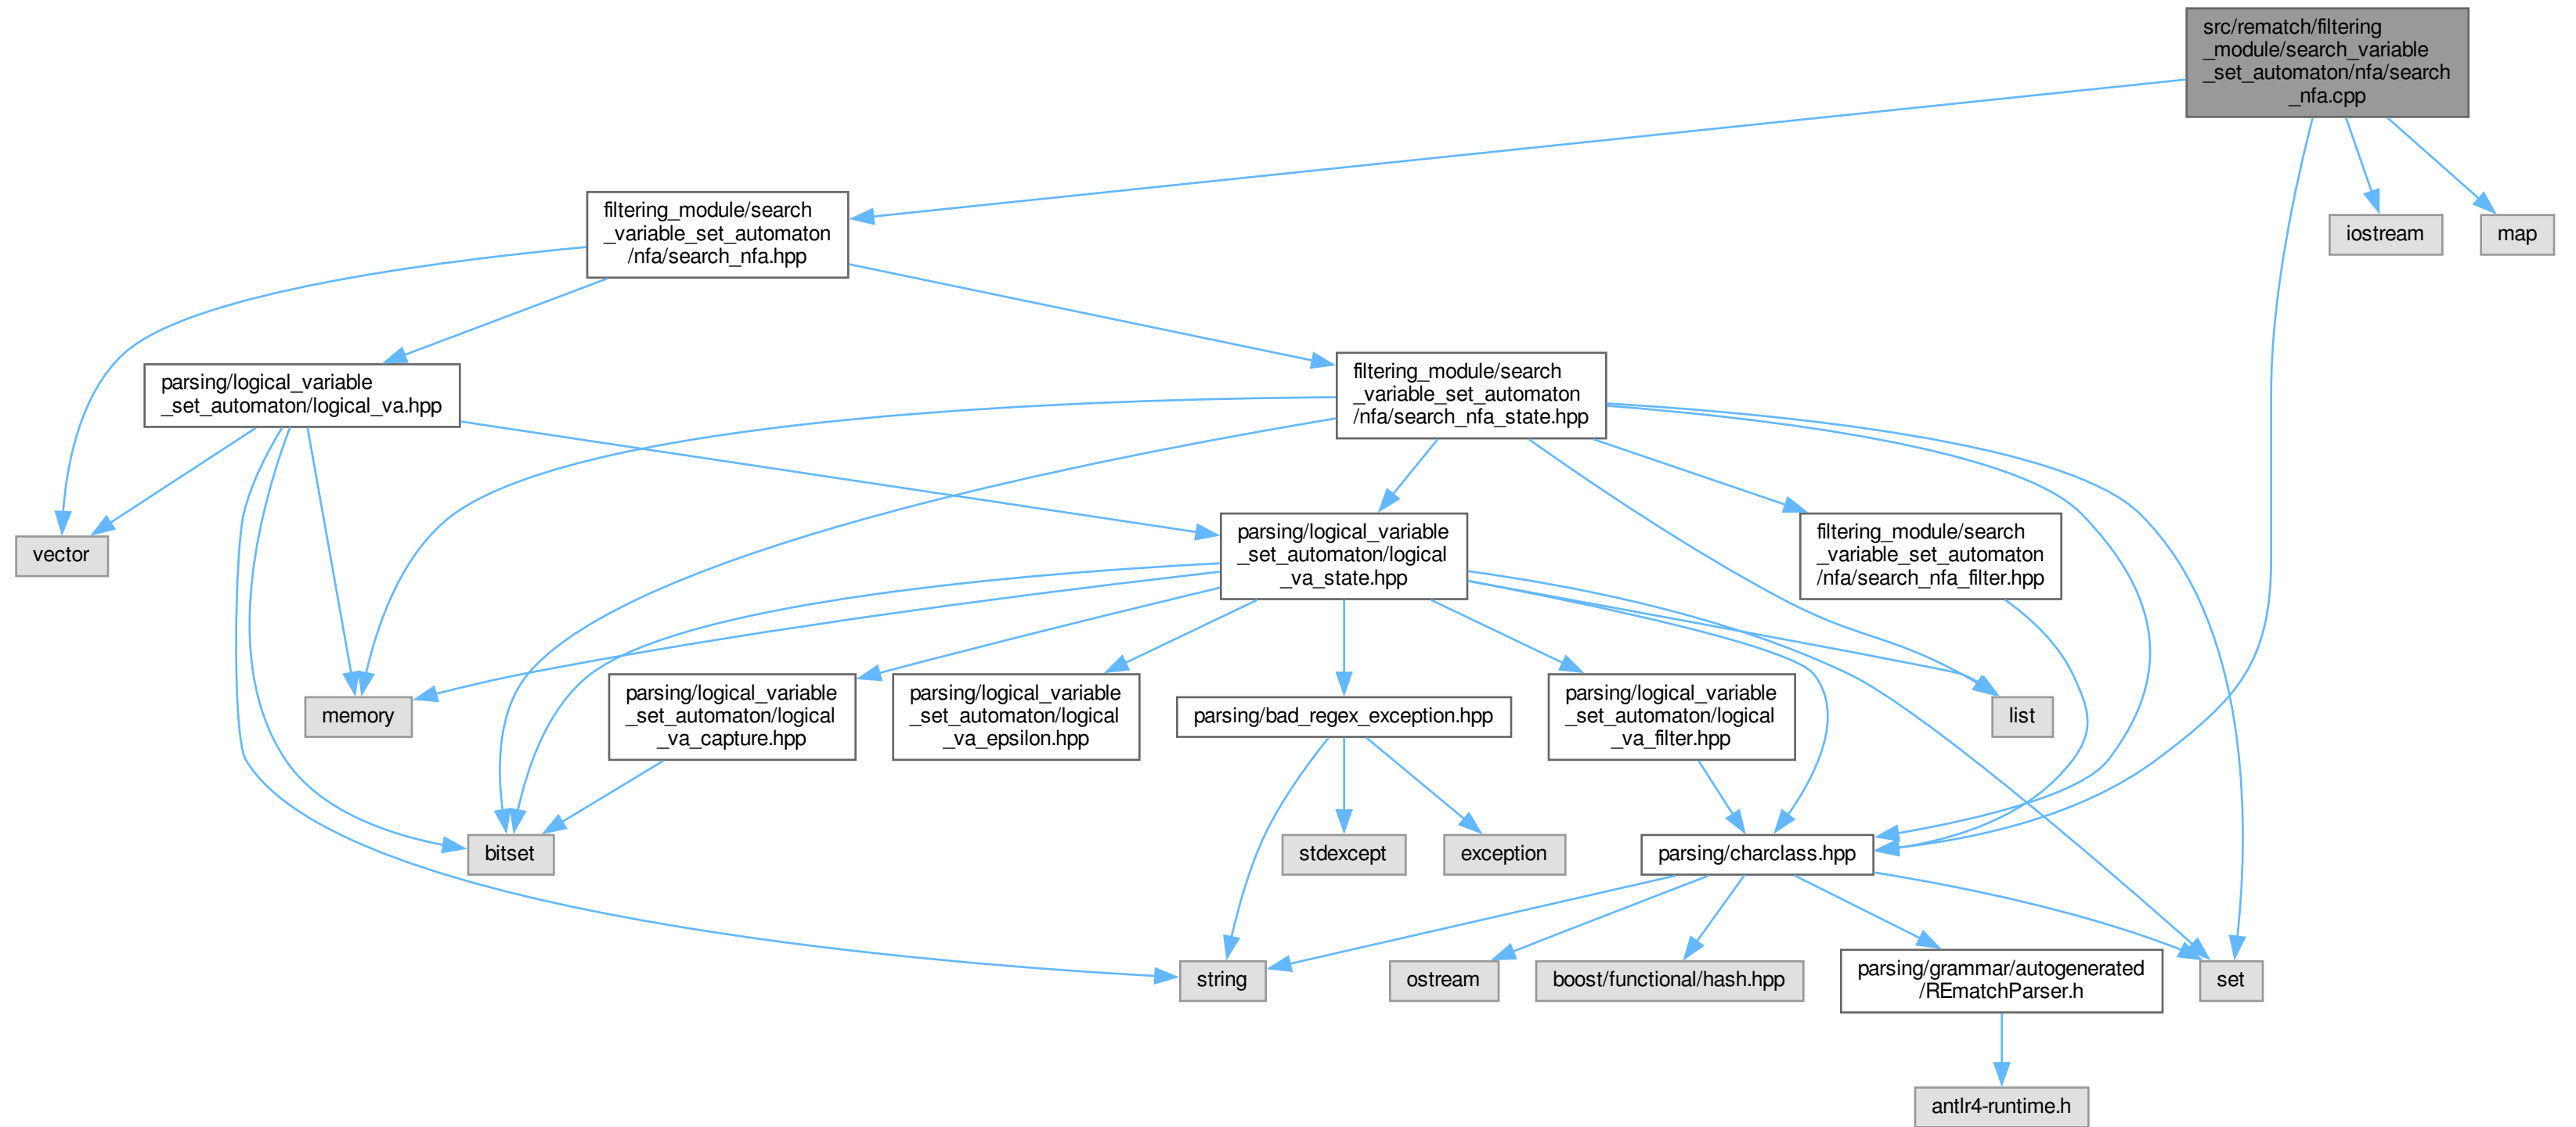 src/rematch/filtering
_module/search_variable
_set_automaton/nfa/search
_nfa.cpp
filtering_module/search
_variable_set_automaton
/nfa/search_nfa.hpp
iostream
map
parsing/logical_variable
_set_automaton/logical_va.hpp
filtering_module/search
_variable_set_automaton
/nfa/search_nfa_state.hpp
vector
parsing/logical_variable
_set_automaton/logical
_va_state.hpp
filtering_module/search
_variable_set_automaton
/nfa/search_nfa_filter.hpp
memory
parsing/logical_variable
_set_automaton/logical
_va_capture.hpp
parsing/logical_variable
_set_automaton/logical
_va_epsilon.hpp
parsing/bad_regex_exception.hpp
parsing/logical_variable
_set_automaton/logical
_va_filter.hpp
list
bitset
stdexcept
exception
parsing/charclass.hpp
string
ostream
boost/functional/hash.hpp
parsing/grammar/autogenerated
/REmatchParser.h
set
antlr4-runtime.h